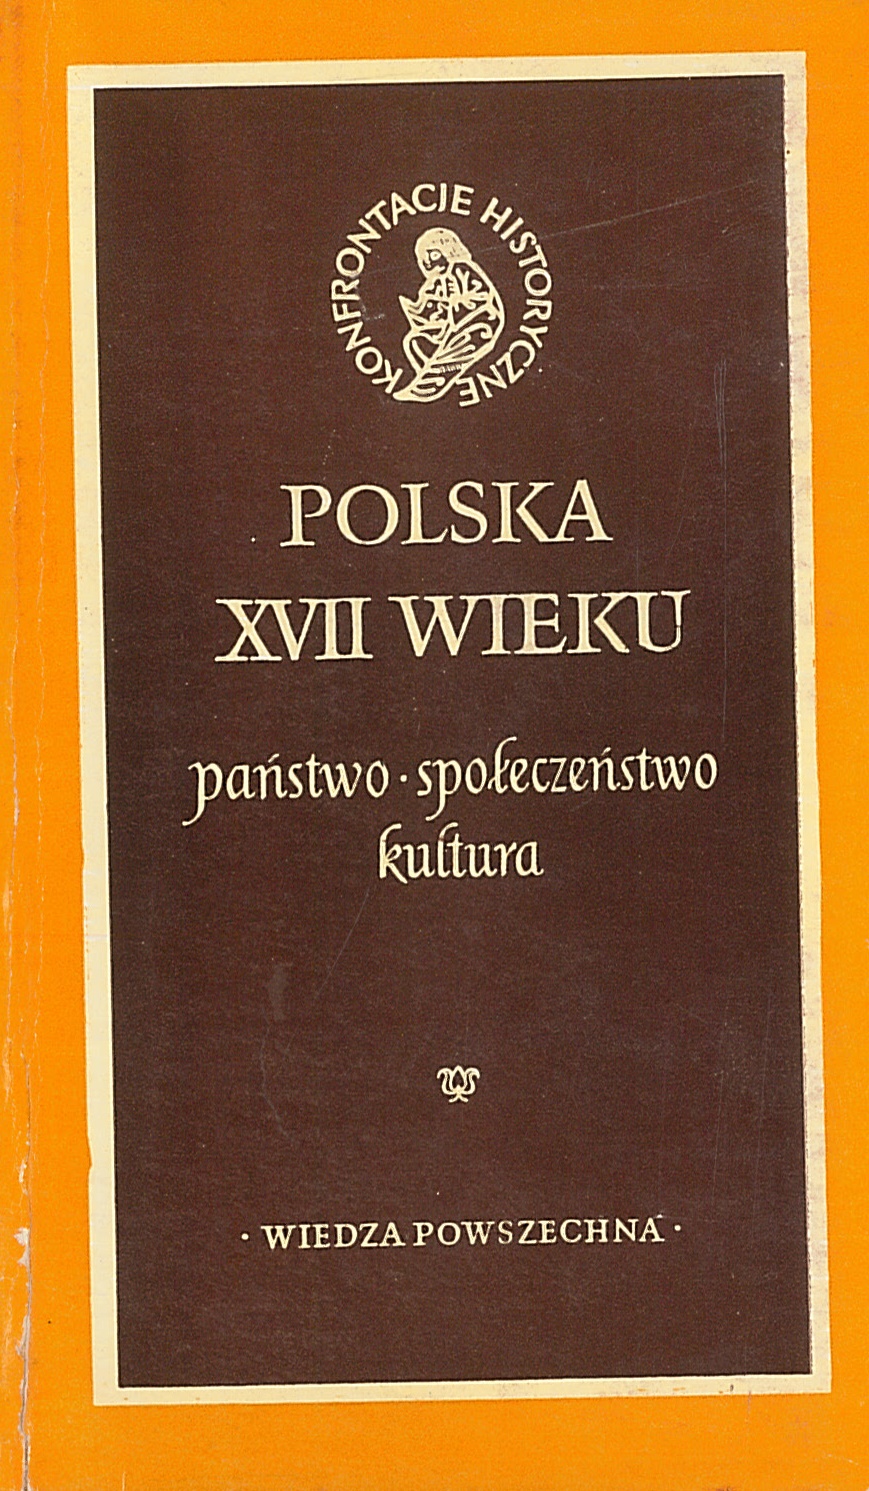 KONFRONTACJE HISTORYCZNE
POLSKA
XVII WIEKU
państwo · społeczeństwo
kultura
· WIEDZA POWSZECHNA ·